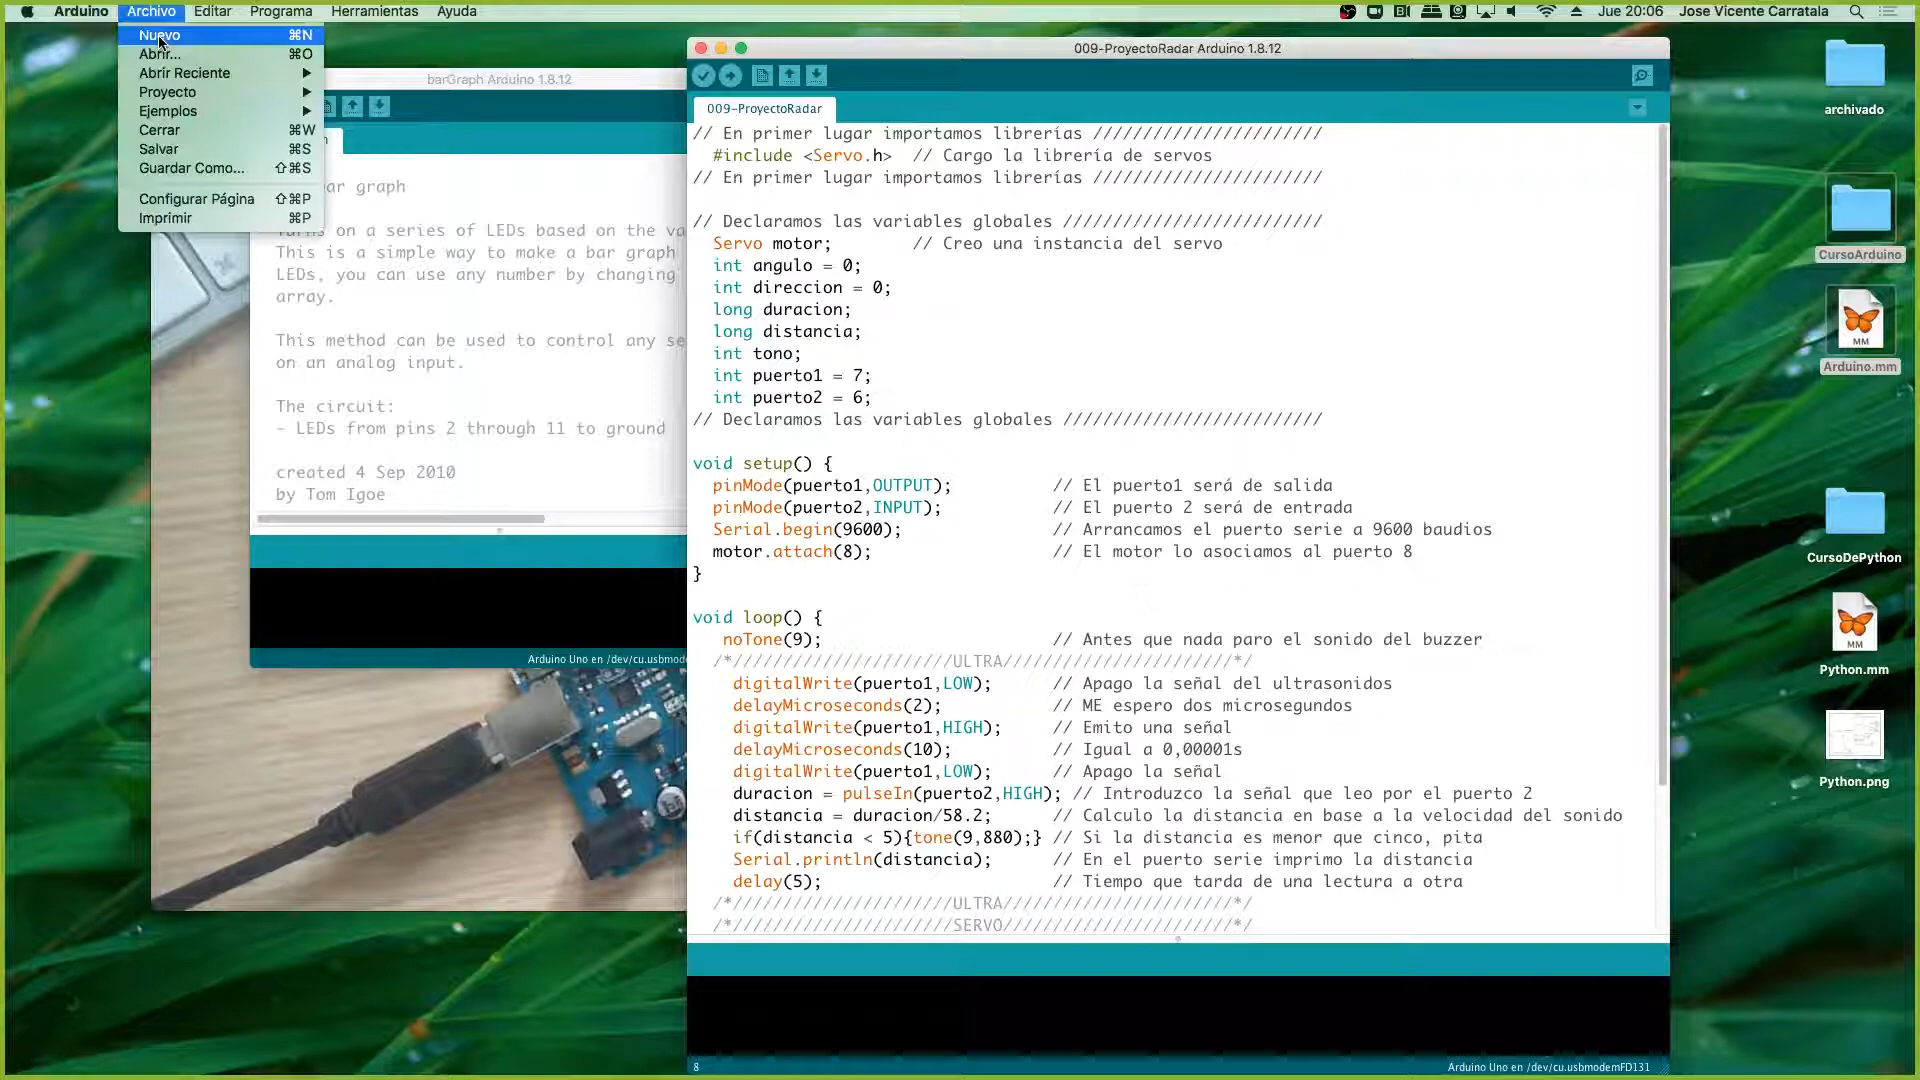 Arduino Archivo Editar Programa Herramientas Ayuda
Jue 20:06 Jose Vicente Carratala
Nuevo ⌘N
Abrir... ⌘O
Abrir Reciente
Proyecto
Ejemplos
Cerrar ⌘W
Salvar ⌘S
Guardar Como... ⇧⌘S
Configurar Página ⇧⌘P
Imprimir ⌘P
barGraph Arduino 1.8.12
bar graph
Turns on a series of LEDs based on the va
This is a simple way to make a bar graph
LEDs, you can use any number by changing
array.
This method can be used to control any se
on an analog input.
The circuit:
- LEDs from pins 2 through 11 to ground
created 4 Sep 2010
by Tom Igoe
Arduino Uno en /dev/cu.usbmode
009-ProyectoRadar Arduino 1.8.12
009-ProyectoRadar
// En primer lugar importamos librerías //////////////////////////
#include <Servo.h> // Cargo la librería de servos
// En primer lugar importamos librerías //////////////////////////
// Declaramos las variables globales //////////////////////////
Servo motor; // Creo una instancia del servo
int angulo = 0;
int direccion = 0;
long duracion;
long distancia;
int tono;
int puerto1 = 7;
int puerto2 = 6;
// Declaramos las variables globales //////////////////////////
void setup() {
pinMode(puerto1,OUTPUT); // El puerto1 será de salida
pinMode(puerto2,INPUT); // El puerto 2 será de entrada
Serial.begin(9600); // Arrancamos el puerto serie a 9600 baudios
motor.attach(8); // El motor lo asociamos al puerto 8
}
void loop() {
noTone(9); // Antes que nada paro el sonido del buzzer
/*//////////////////////ULTRA///////////////////////*/
digitalWrite(puerto1,LOW); // Apago la señal del ultrasonidos
delayMicroseconds(2); // ME espero dos microsegundos
digitalWrite(puerto1,HIGH); // Emito una señal
delayMicroseconds(10); // Igual a 0,00001s
digitalWrite(puerto1,LOW); // Apago la señal
duracion = pulseIn(puerto2,HIGH); // Introduzco la señal que leo por el puerto 2
distancia = duracion/58.2; // Calculo la distancia en base a la velocidad del sonido
if(distancia < 5){tone(9,880);} // Si la distancia es menor que cinco, pita
Serial.println(distancia); // En el puerto serie imprimo la distancia
delay(5); // Tiempo que tarda de una lectura a otra
/*//////////////////////ULTRA///////////////////////*/
/*//////////////////////SERVO///////////////////////*/
8
Arduino Uno en /dev/cu.usbmodemFD131
archivado
CursoArduino
MM
Arduino.mm
CursoDePython
MM
Python.mm
Python.png